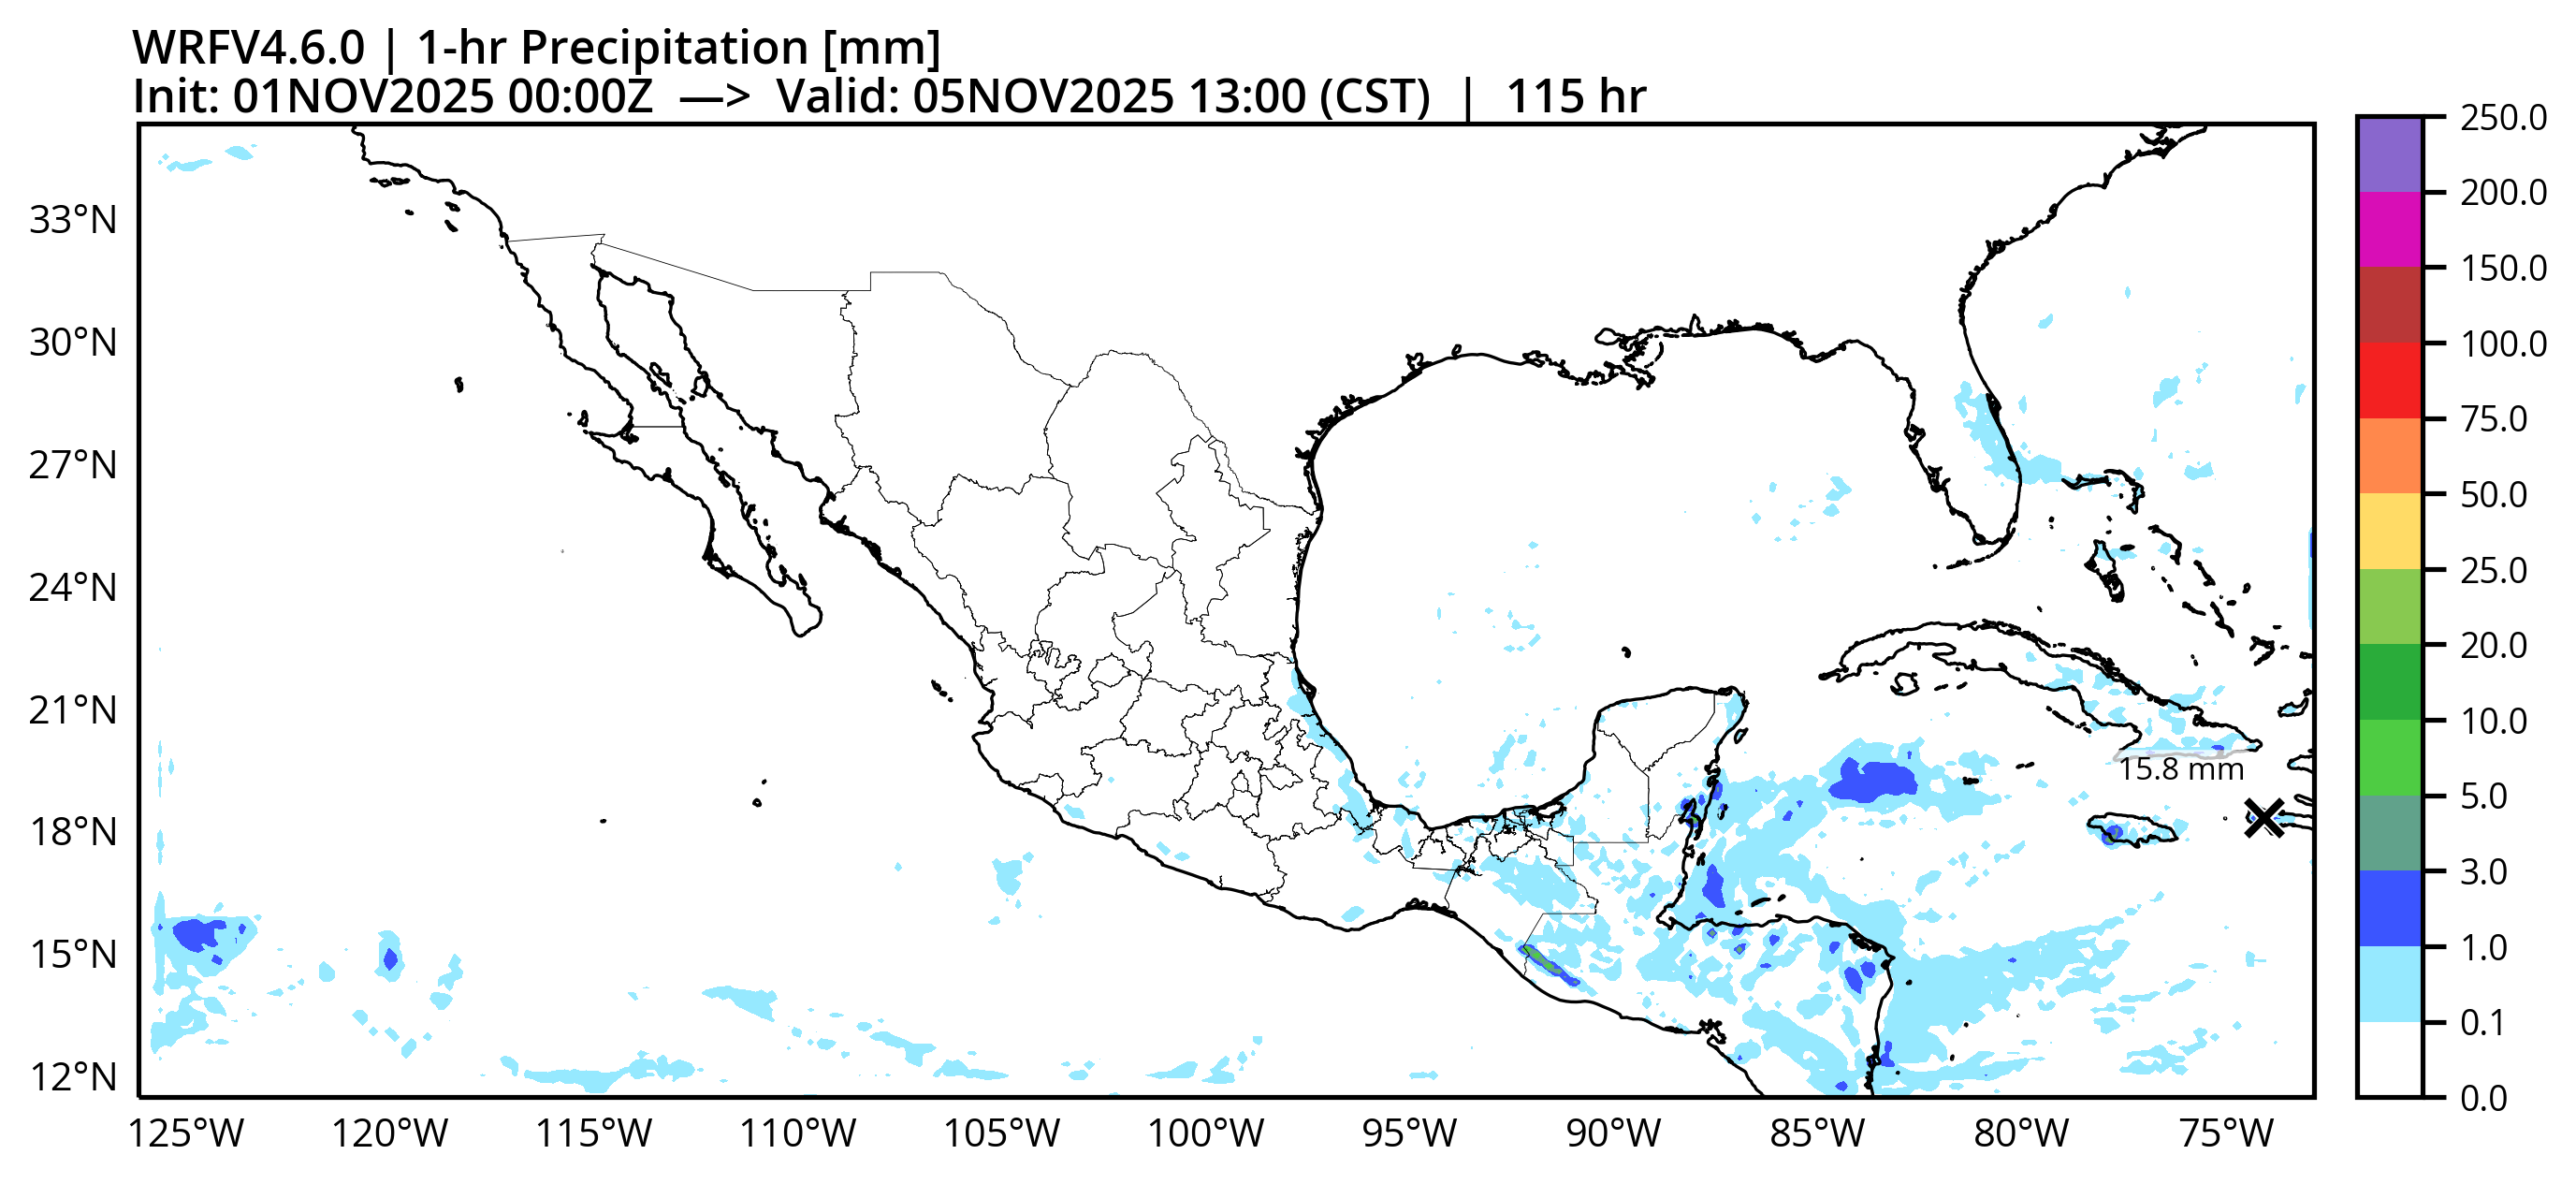 WRFV4.6.0 | 1-hr Precipitation [mm]
Init: 01NOV2025 00:00Z —> Valid: 05NOV2025 13:00 (CST) | 115 hr
33°N
30°N
27°N
24°N
21°N
18°N
15°N
12°N
125°W
120°W
115°W
110°W
105°W
100°W
95°W
90°W
85°W
80°W
75°W
15.8 mm
250.0
200.0
150.0
100.0
75.0
50.0
25.0
20.0
10.0
5.0
3.0
1.0
0.1
0.0